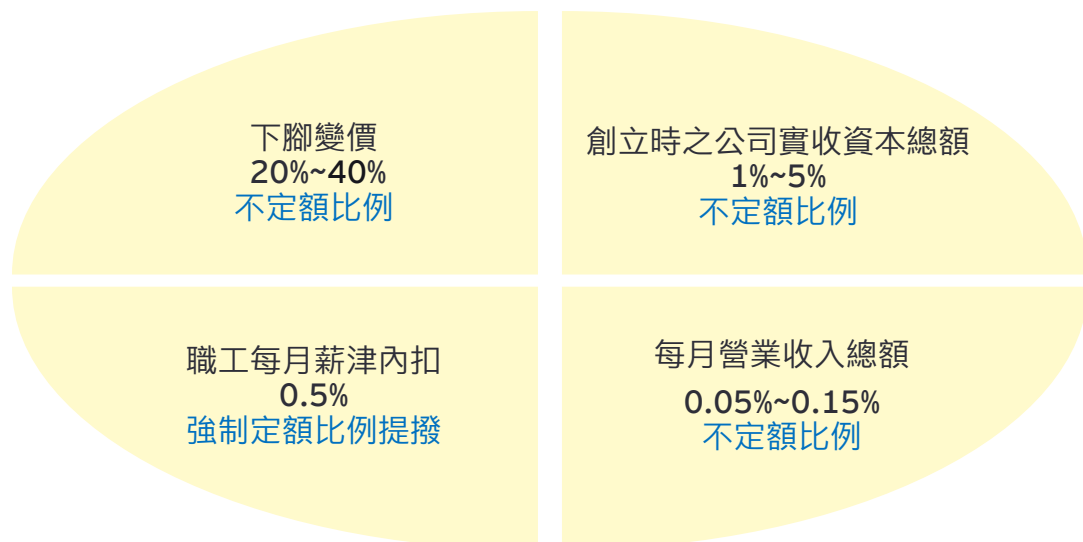 下腳變價
20%~40%
不定額比例
創立時之公司實收資本總額
1%~5%
不定額比例
職工每月薪津內扣
0.5%
強制定額比例提撥
每月營業收入總額
0.05%~0.15%
不定額比例